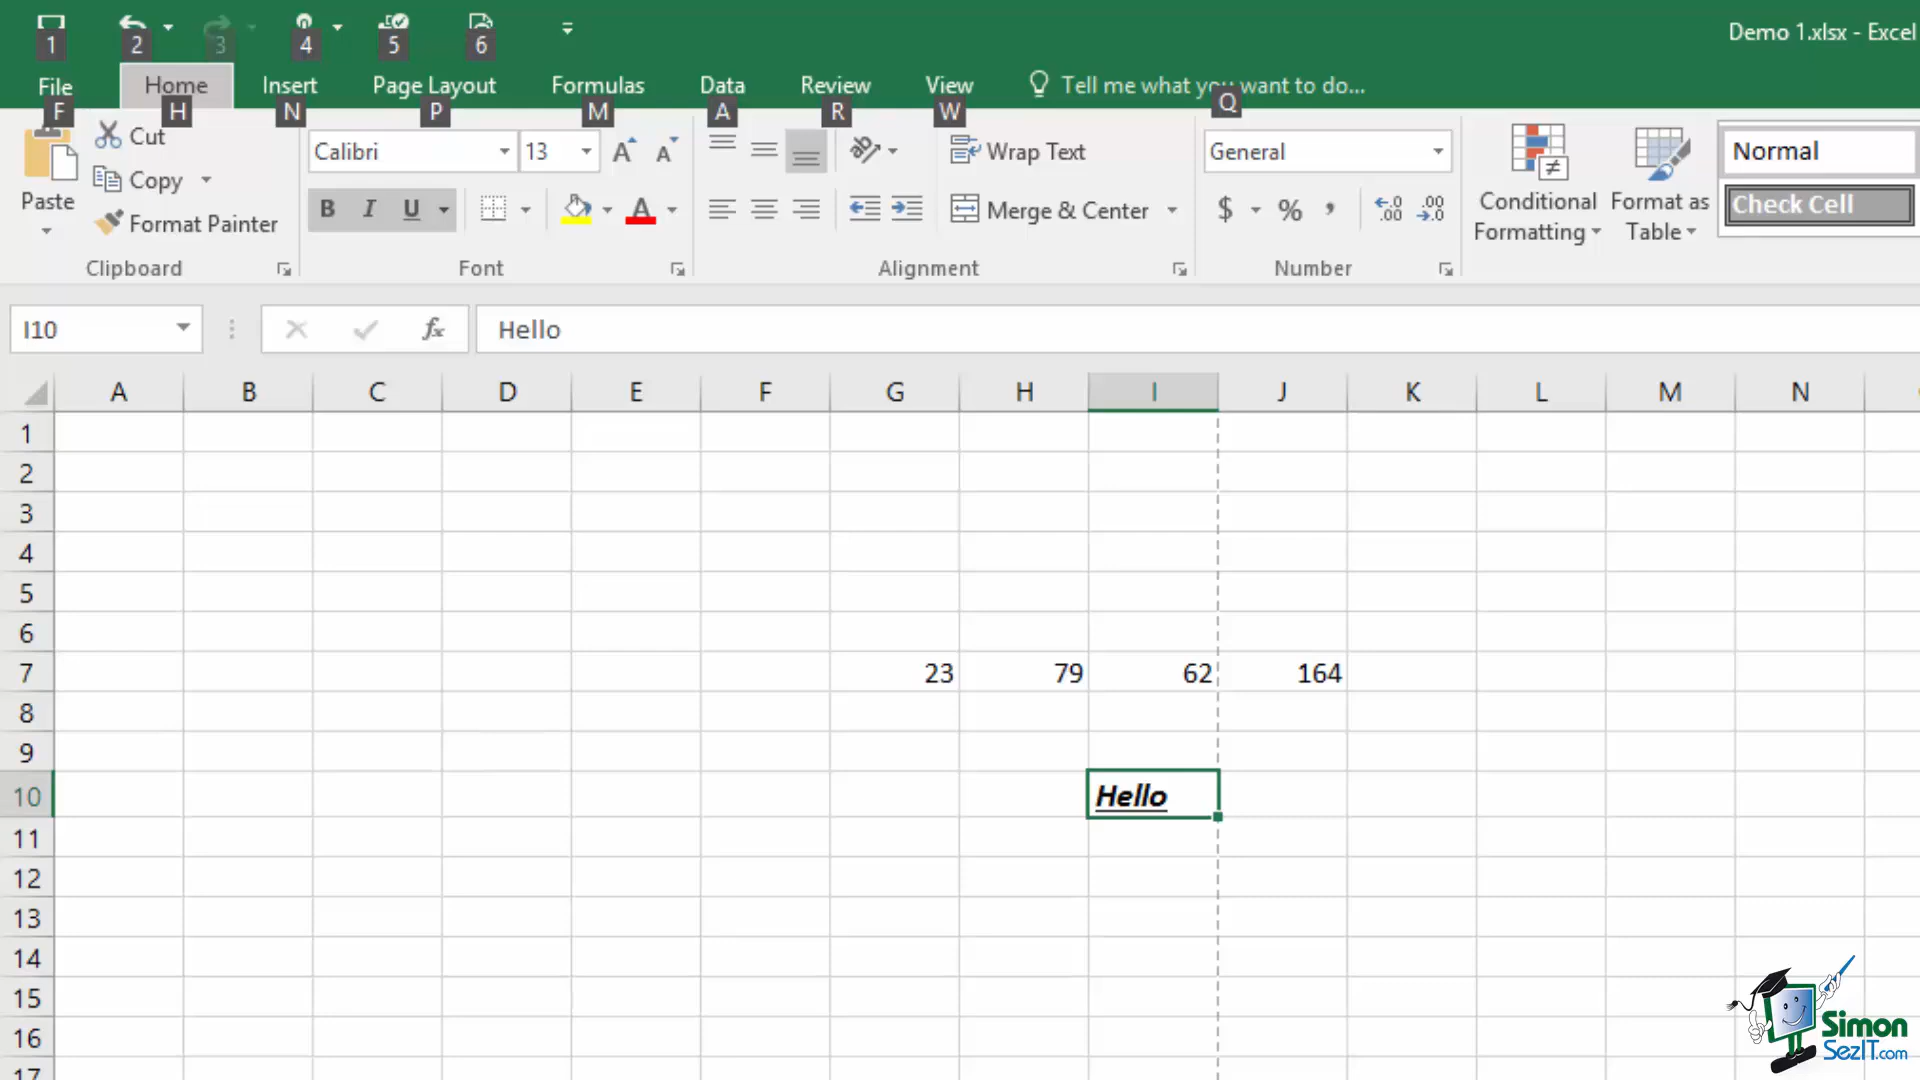 1 2 3 4 5 6
Demo 1.xlsx - Excel
File Home Insert Page Layout Formulas Data Review View Tell me what you want to do...
F H N P M A R W Q
Cut
Copy
Format Painter
Paste
Clipboard
Calibri 13
B I U A
Font
Wrap Text
Merge & Center
Alignment
General
$ % ,
Number
Conditional Formatting
Format as Table
Normal
Check Cell
I10 fx Hello
A B C D E F G H I J K L M N
1
2
3
4
5
6
7 23 79 62 164
8
9
10 Hello
11
12
13
14
15
16
17
Simon
SezIT.com